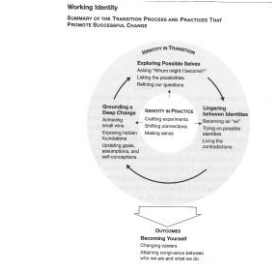 Working Identity
SUMMARY OF THE TRANSITION PROCESS AND PRACTICES THAT
PROMOTE SUCCESSFUL CHANGE
IDENTITY IN TRANSITION
Exploring Possible Selves
Asking "Whom might I become?"
Listing the possibilities
Refining our questions
Grounding a
Deep Change
Achieving
small wins
Exposing hidden
foundations
Updating goals,
assumptions, and
self-conceptions
IDENTITY IN PRACTICE
Crafting experiments
Shifting connections
Making sense
Lingering
between Identities
Becoming an "ex"
Trying on possible
identities
Living the
contradictions
OUTCOMES
Becoming Yourself
Changing careers
Attaining congruence between
who we are and what we do